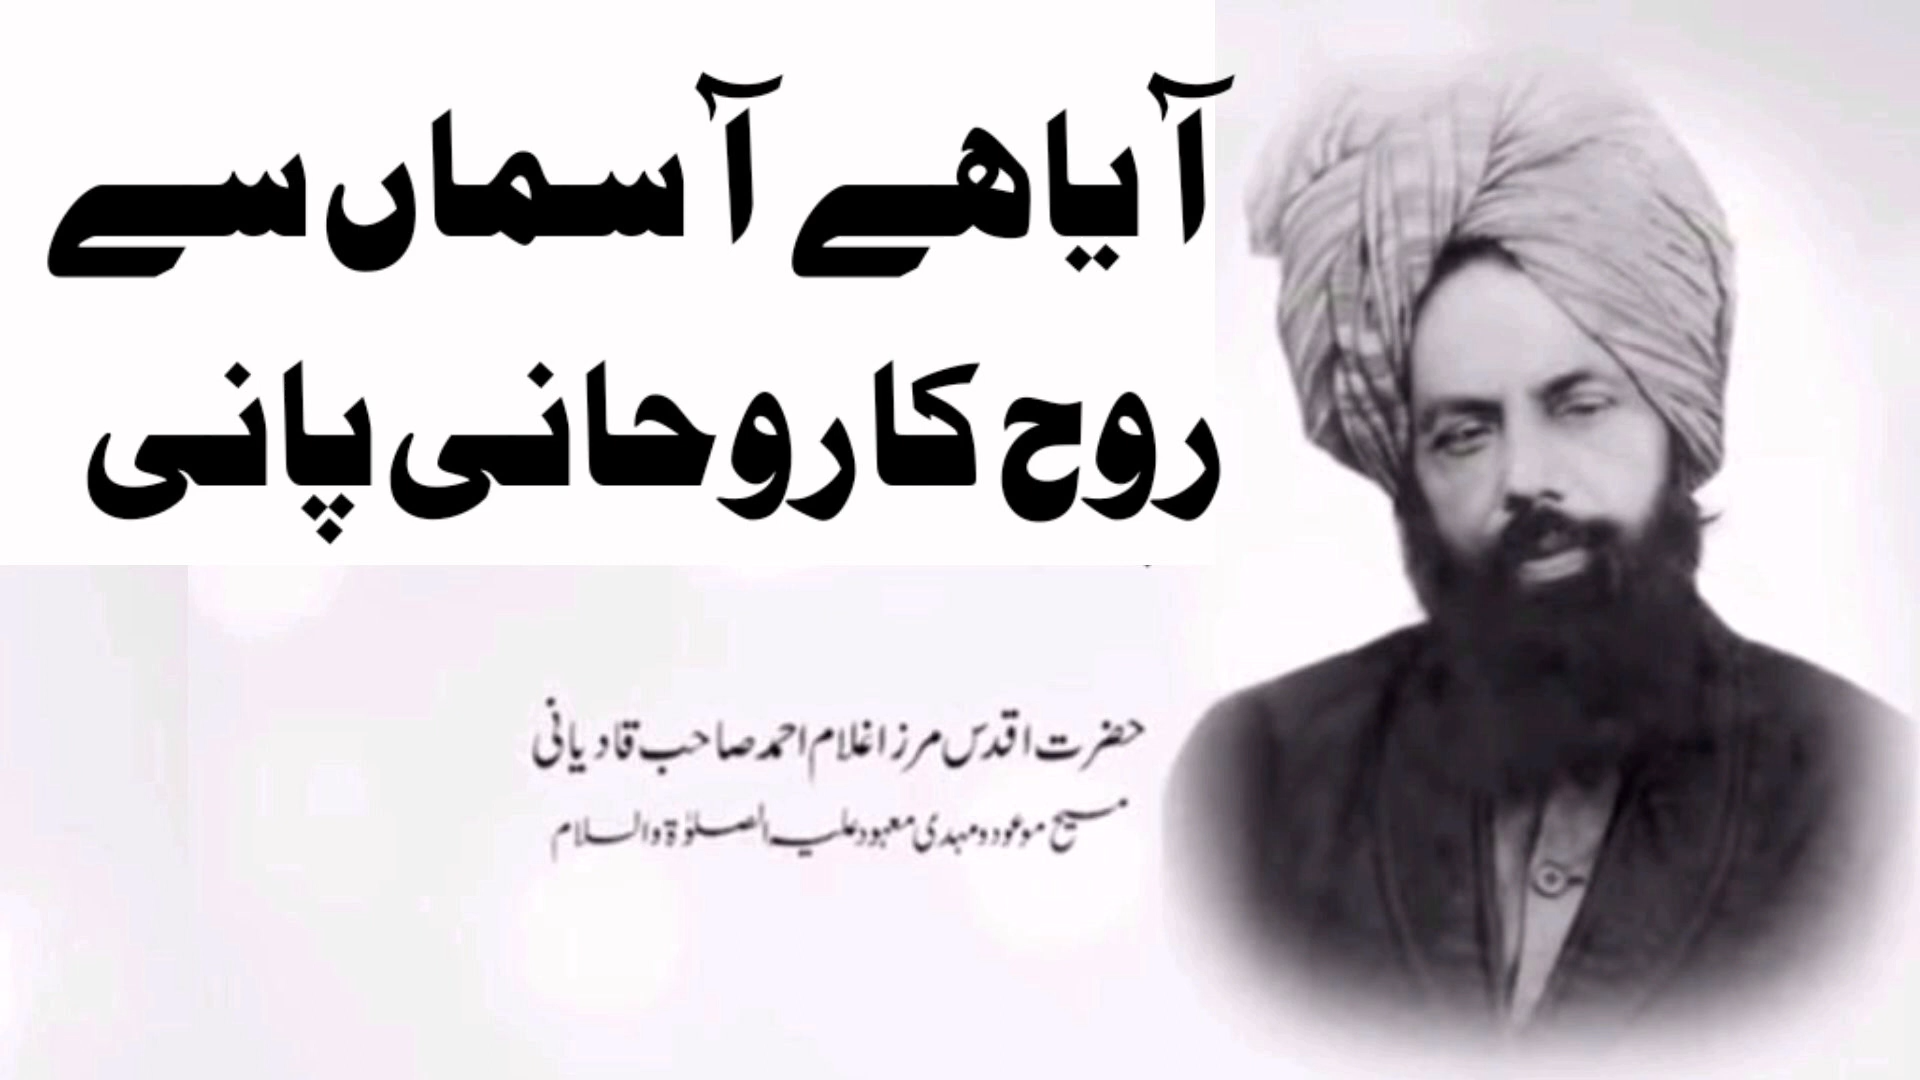 آیا ھے آسماں سے
روح کا روحانی پانی
حضرت اقدس مرزا غلام احمد صاحب قادیانی
مسیح موعود و مہدی معہود علیہ الصلوٰۃ والسلام